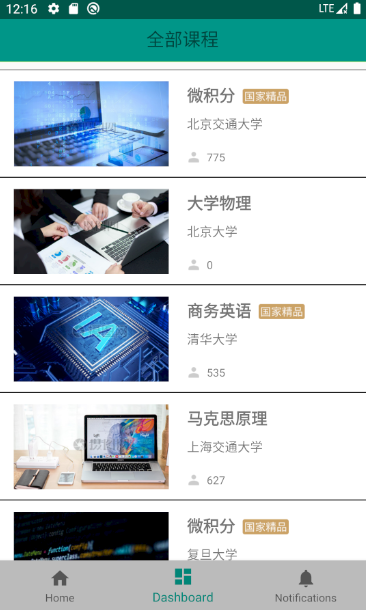 12:16
LTE
全部课程
微积分 国家精品
北京交通大学
775
大学物理
北京大学
0
商务英语 国家精品
清华大学
535
IA
马克思原理
上海交通大学
627
微积分 国家精品
复旦大学
Home
Dashboard
Notifications